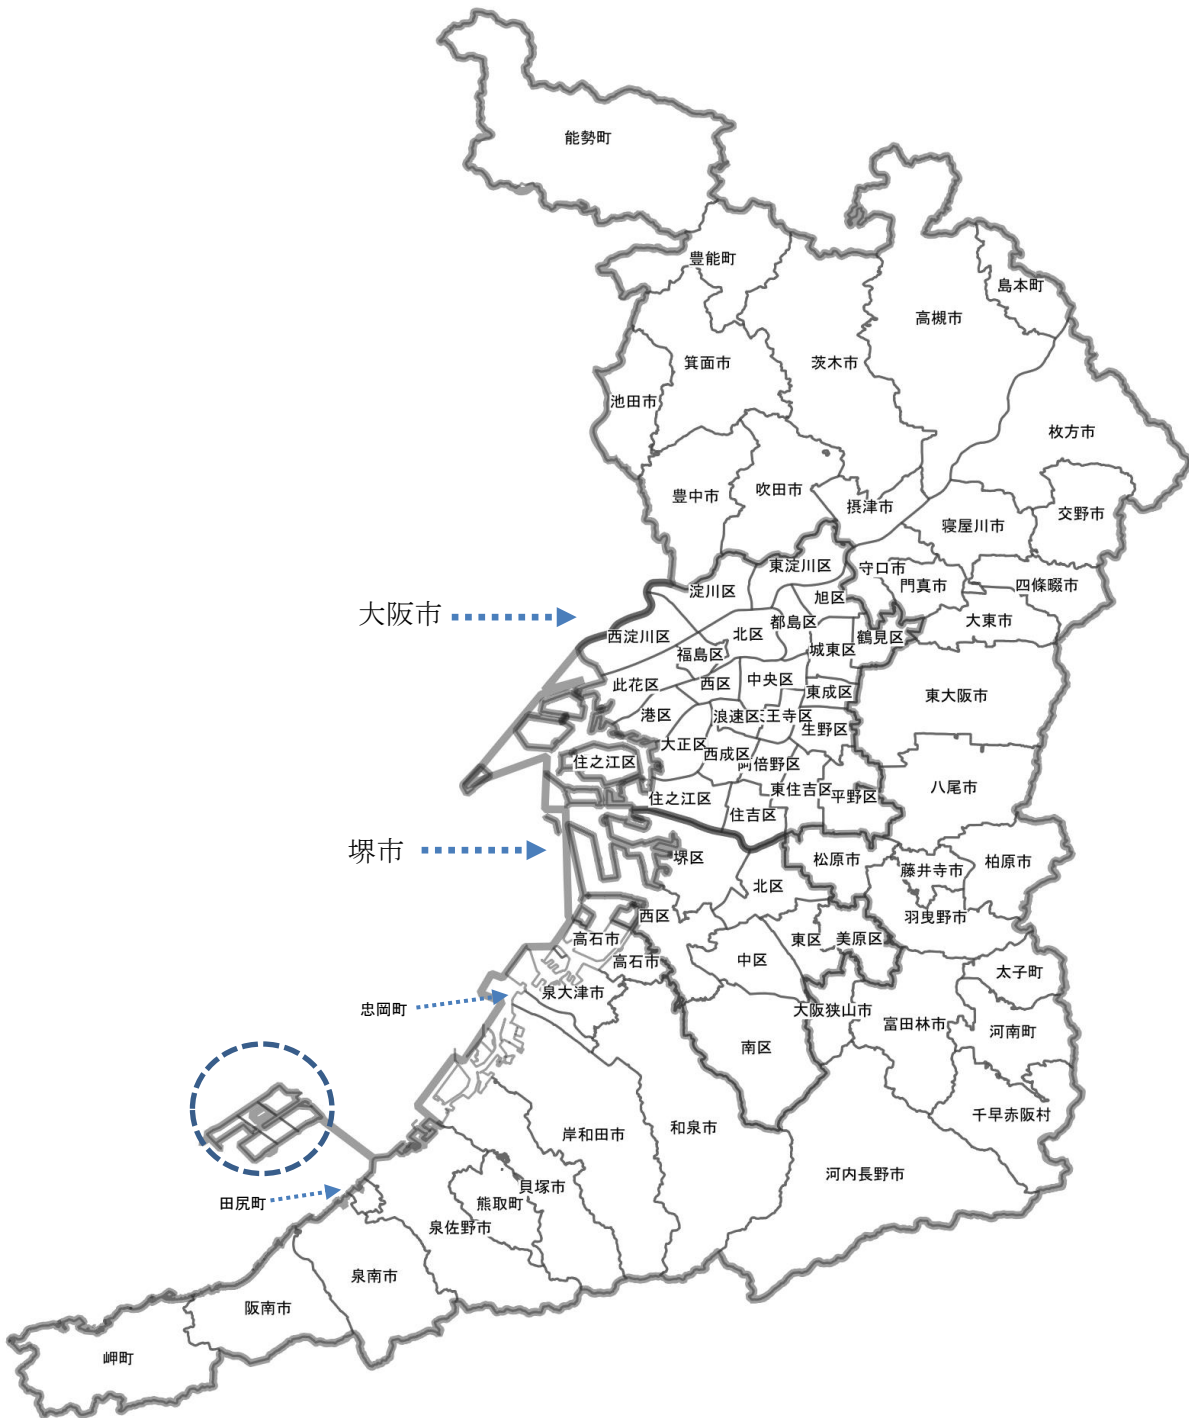 能勢町
豊能町
島本町
高槻市
箕面市
茨木市
池田市
枚方市
豊中市
吹田市
摂津市
交野市
寝屋川市
東淀川区
守口市
門真市
四條畷市
淀川区
旭区
大阪市
都島区
大東市
西淀川区
北区
鶴見区
福島区
城東区
此花区
西区
中央区
東成区
東大阪市
港区
浪速区
天王寺区
生野区
大正区
西成区
阿倍野区
住之江区
八尾市
東住吉区
平野区
住之江区
住吉区
堺市
堺区
松原市
藤井寺市
柏原市
北区
西区
羽曳野市
高石市
東区
美原区
高石市
中区
太子町
泉大津市
忠岡町
大阪狭山市
富田林市
河南町
南区
千早赤阪村
岸和田市
和泉市
河内長野市
貝塚市
田尻町
熊取町
泉佐野市
泉南市
阪南市
岬町